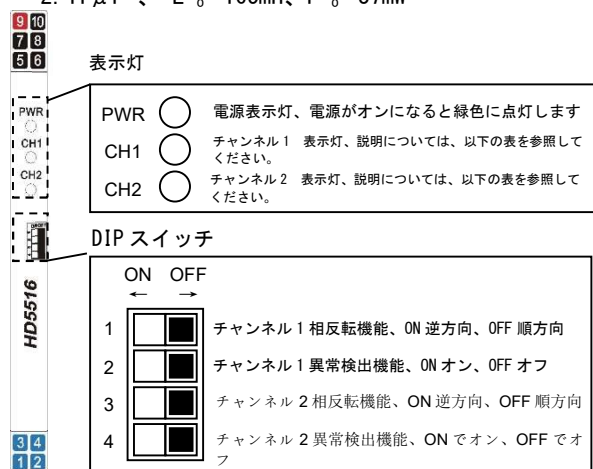 9 10
7 8
5 6
表示灯
PWR
CH1
CH2
PWR 電源表示灯、電源がオンになると緑色に点灯します
CH1 チャンネル1 表示灯、説明については、以下の表を参照して
ください。
CH2 チャンネル2 表示灯、説明については、以下の表を参照して
ください。
DIP スイッチ
ON OFF
← →
HD5516
1 チャンネル1相反転機能、ON 逆方向、OFF 順方向
2 チャンネル1異常検出機能、ON オン、OFF オフ
3 チャンネル2相反転機能、ON 逆方向、OFF 順方向
4 チャンネル2異常検出機能、ON でオン、OFF でオ
フ
3 4
1 2